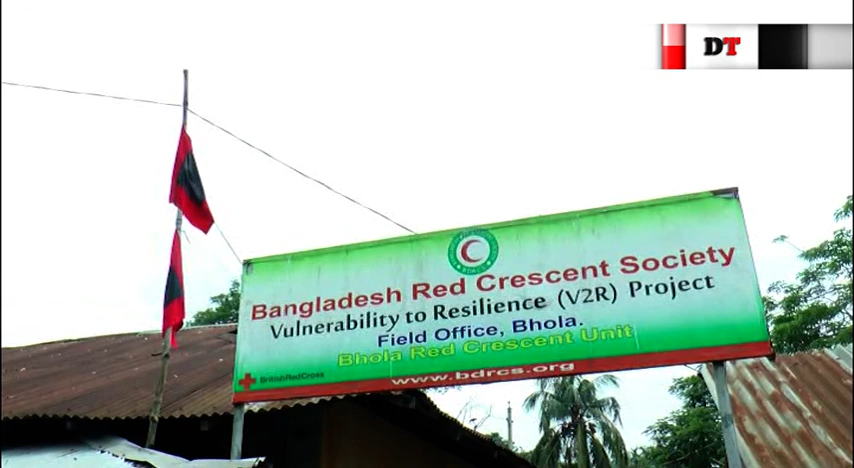 DT
Bangladesh Red Crescent Society
Vulnerability to Resilience (V2R) Project
Field Office, Bhola.
Bhola Red Crescent Unit
BritishRedCross
www.bdrcs.org